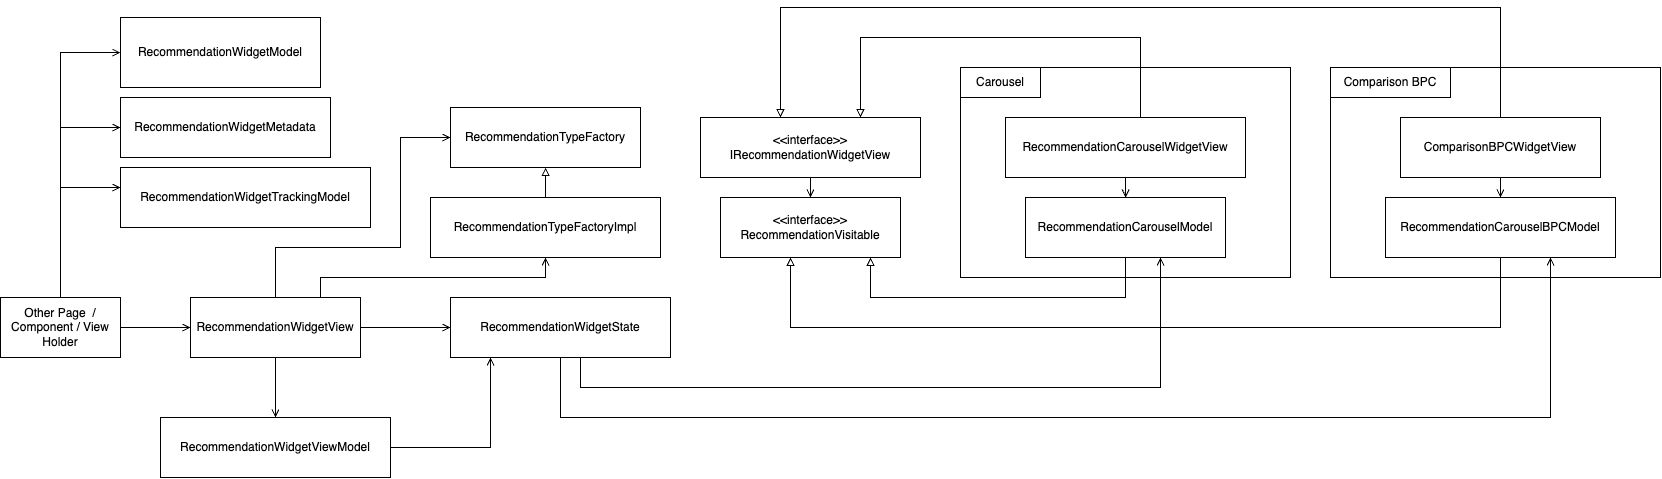 RecommendationWidgetModel
RecommendationWidgetMetadata
RecommendationWidgetTrackingModel
Other Page  /
Component / View
Holder
RecommendationWidgetView
RecommendationWidgetViewModel
RecommendationTypeFactory
RecommendationTypeFactoryImpl
RecommendationWidgetState
<<interface>>
IRecommendationWidgetView
<<interface>>
RecommendationVisitable
Carousel
RecommendationCarouselWidgetView
RecommendationCarouselModel
Comparison BPC
ComparisonBPCWidgetView
RecommendationCarouselBPCModel